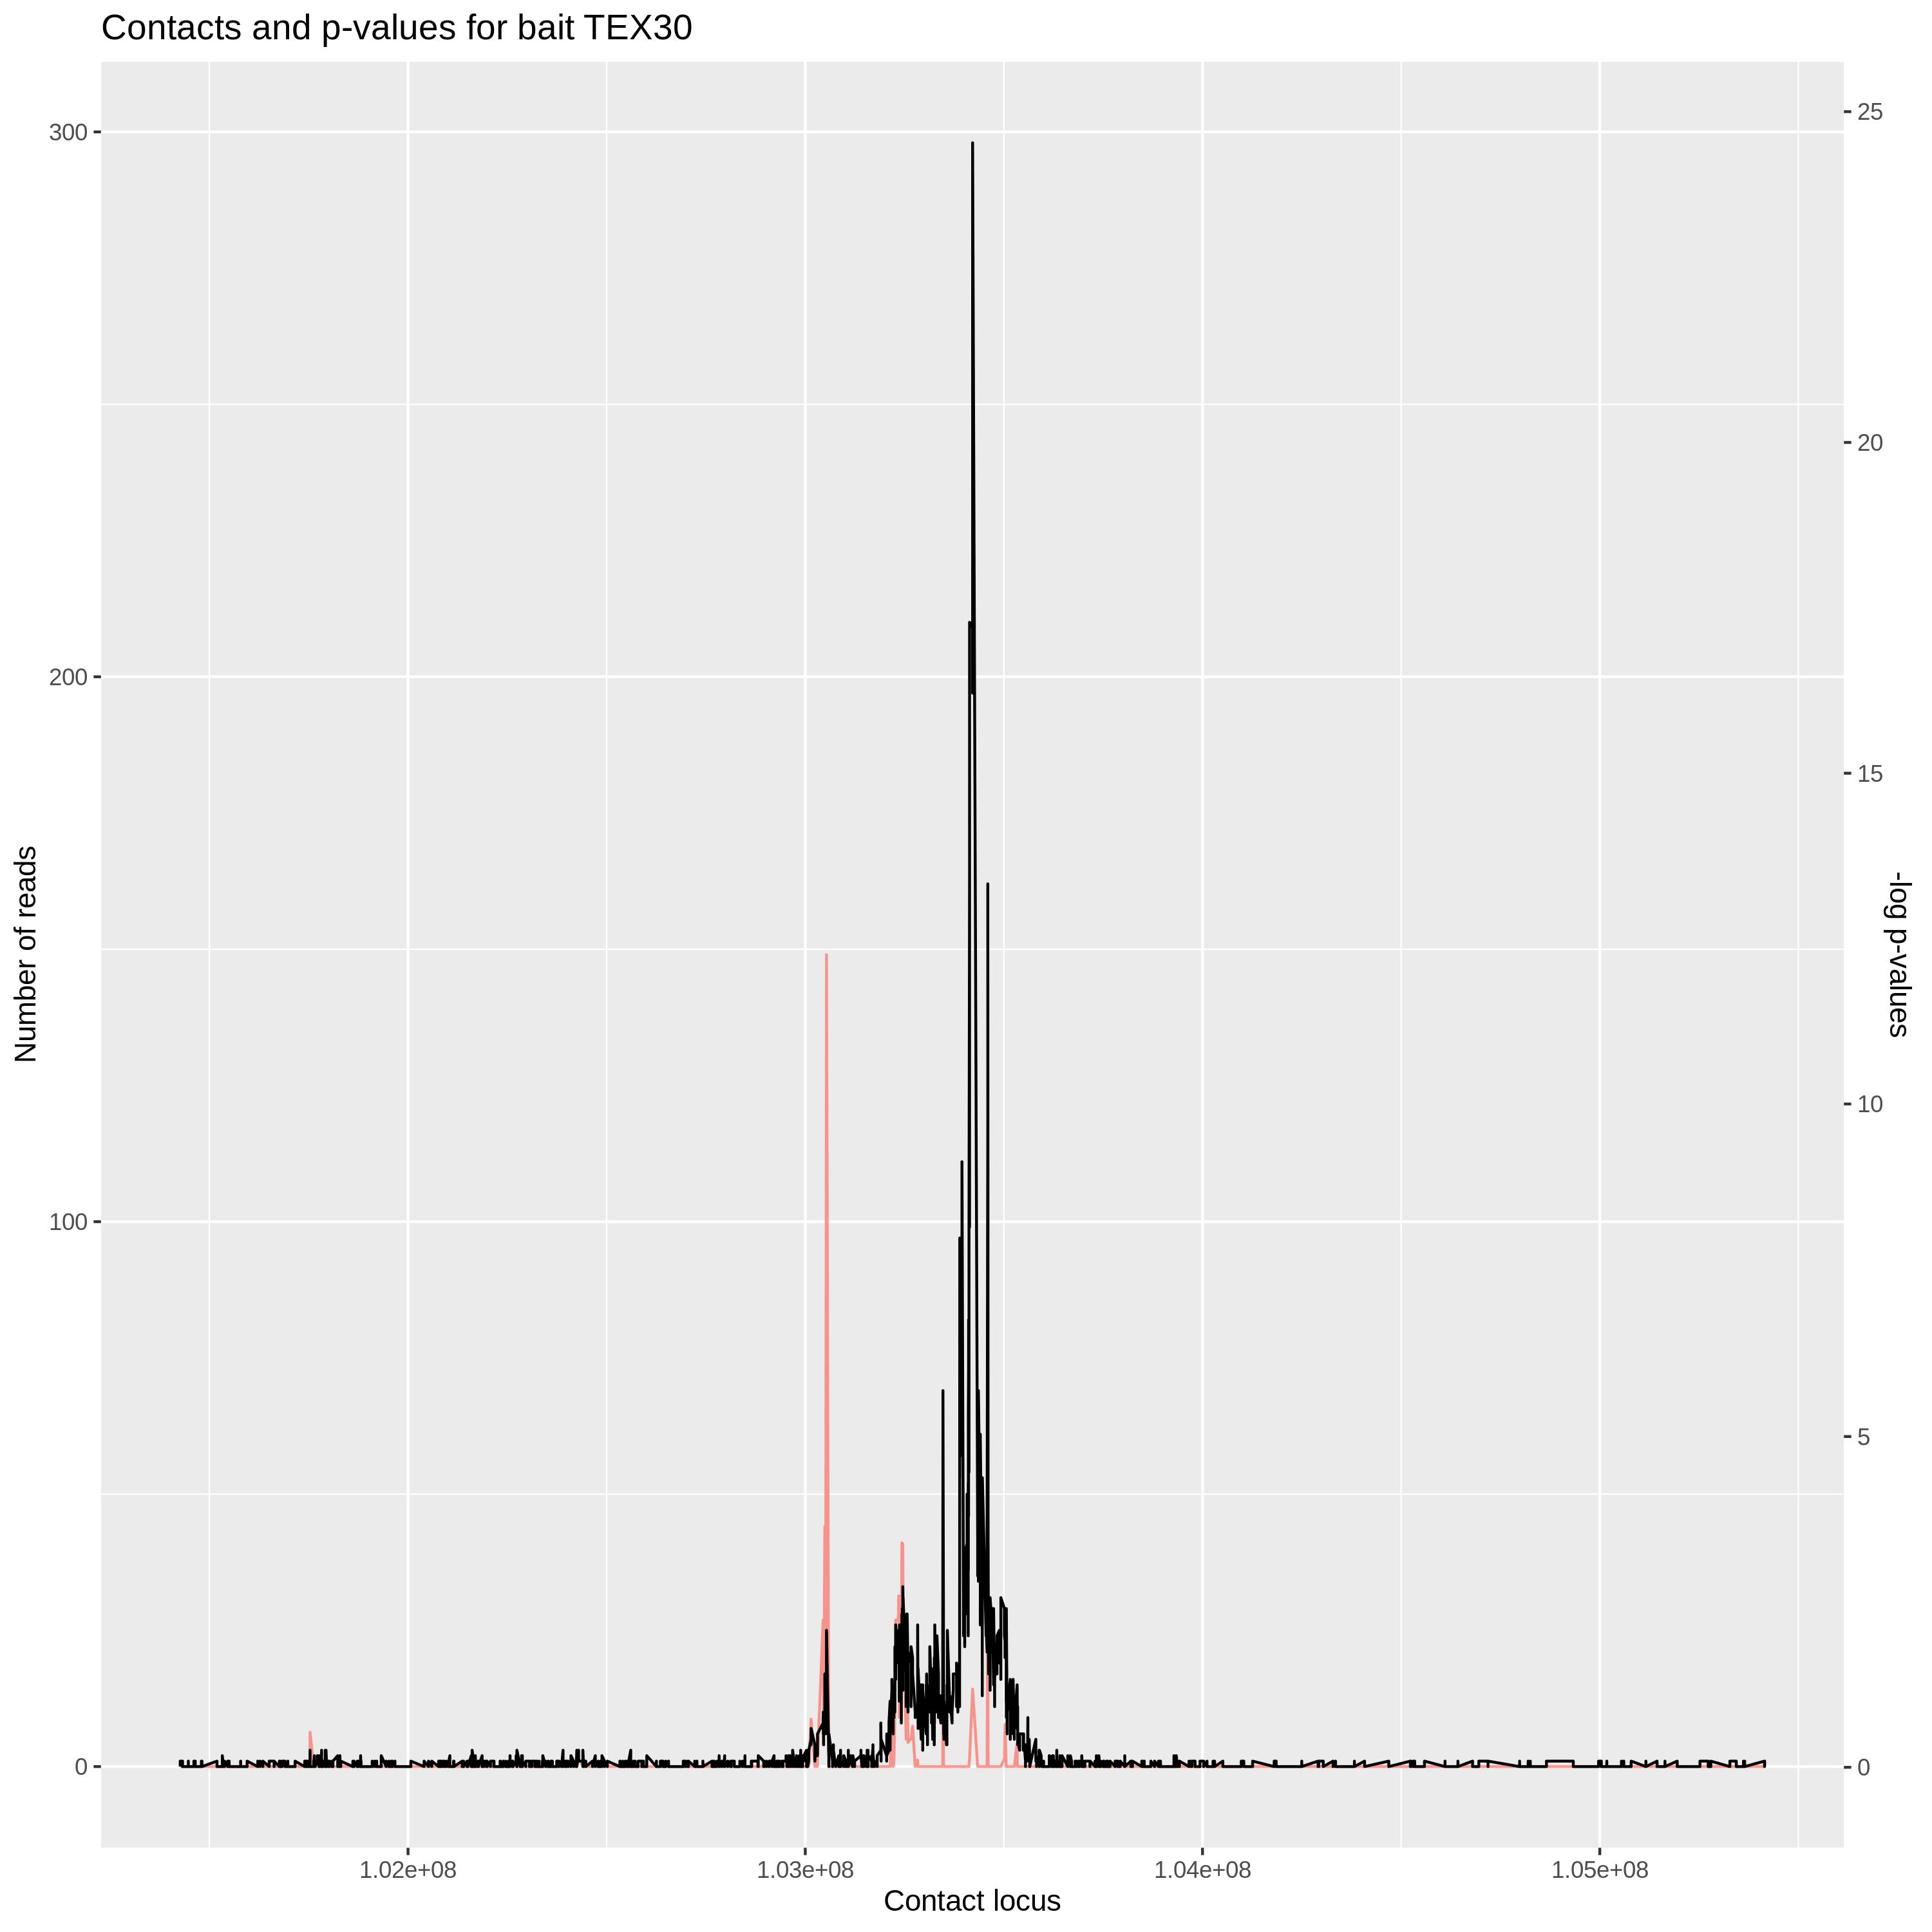 Contacts and p-values for bait TEX30
300
200
100
0
Number of reads
25
20
15
10
5
0
-log p-values
1.02e+08
1.03e+08
1.04e+08
1.05e+08
Contact locus